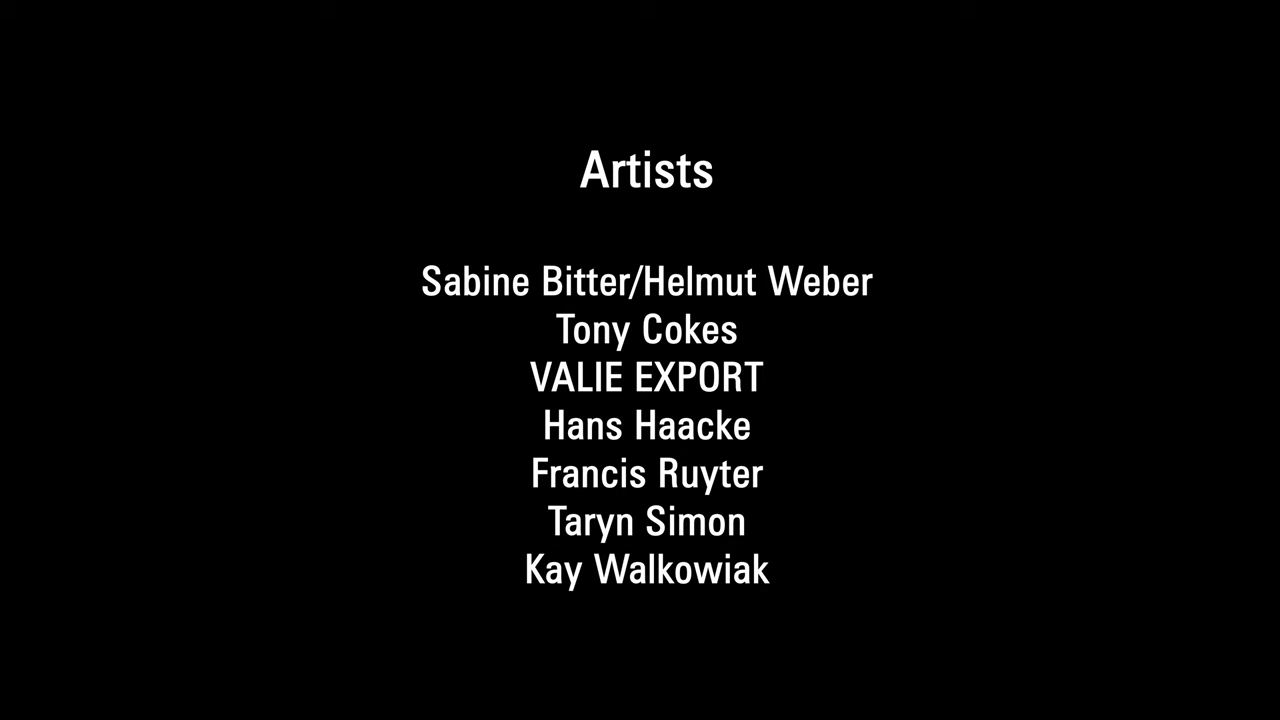 Artists
Sabine Bitter/Helmut Weber
Tony Cokes
VALIE EXPORT
Hans Haacke
Francis Ruyter
Taryn Simon
Kay Walkowiak